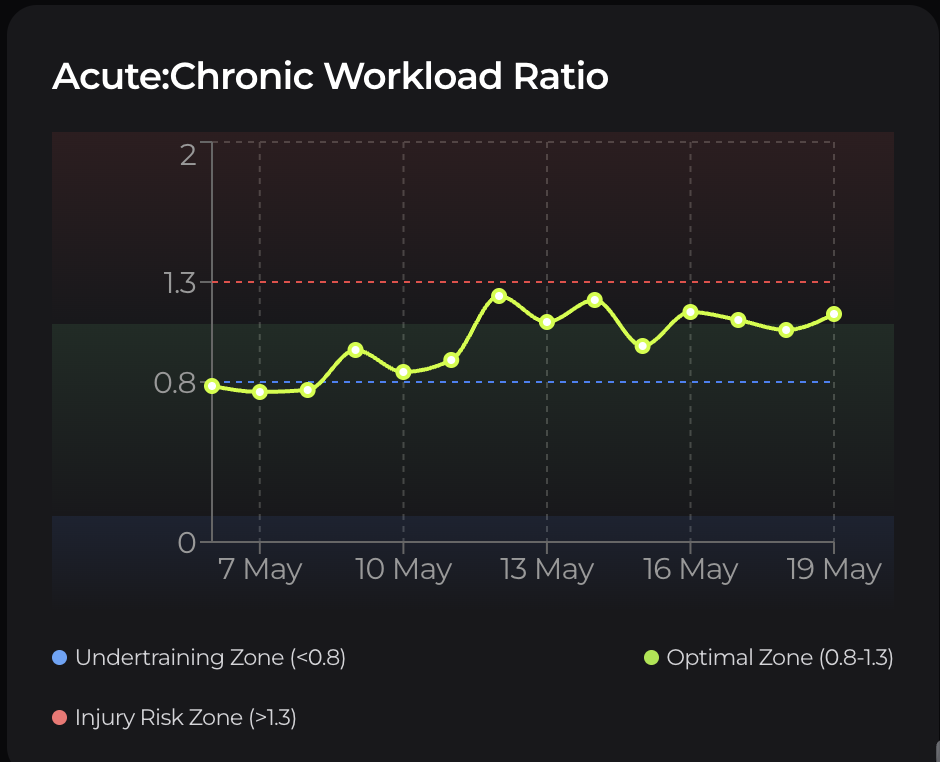 Acute:Chronic Workload Ratio
2
1.3
0.8
0
7 May 10 May 13 May 16 May 19 May
Undertraining Zone (<0.8) Optimal Zone (0.8-1.3)
Injury Risk Zone (>1.3)